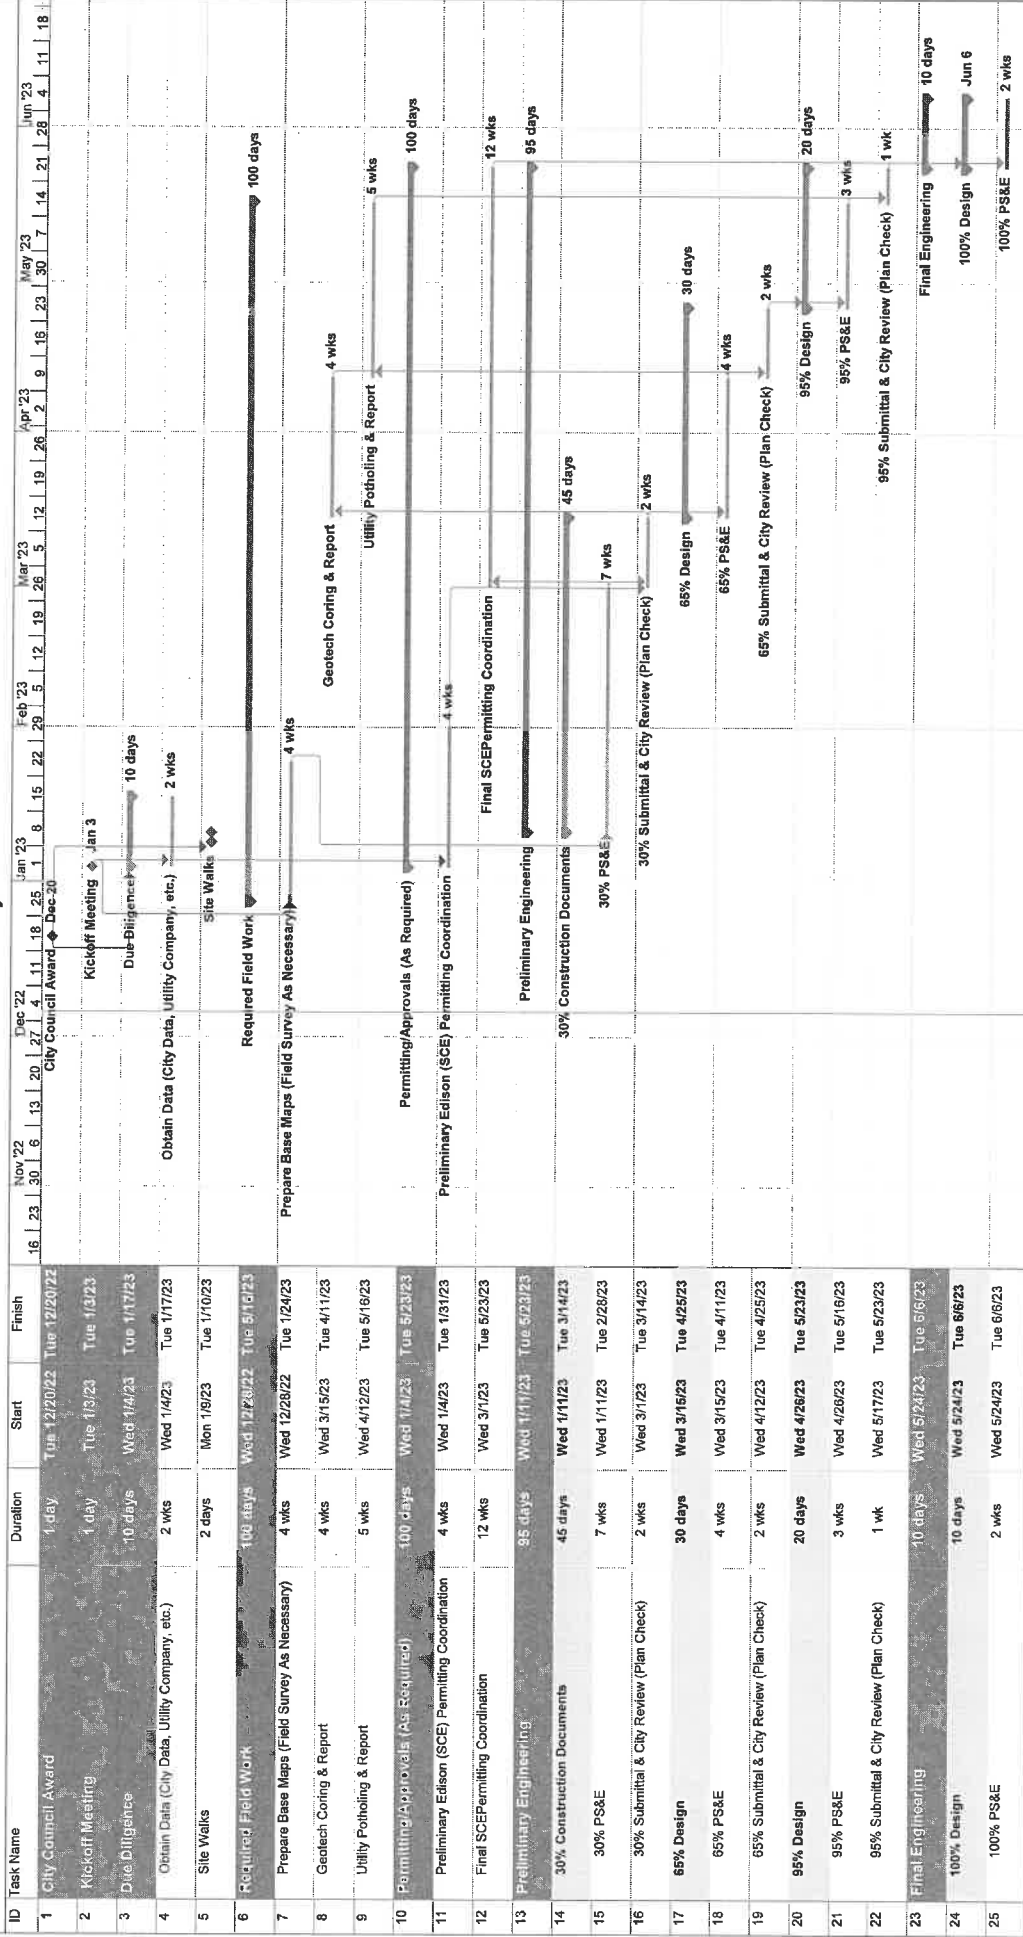 ID Task Name Duration Start Finish
Nov '22 Dec '22 Jan '23 Feb '23 Mar '23 Apr '23 May '23 Jun '23
16 23 30 6 13 20 27 4 11 18 25 1 8 15 22 29 5 12 19 26 5 12 19 26 2 9 16 23 30 7 14 21 28 4 11 18
1 City Council Award 1 day Tue 12/20/22 Tue 12/20/22
City Council Award Dec 20
2 Kickoff Meeting 1 day Tue 1/3/23 Tue 1/3/23
Kickoff Meeting Jan 3
3 Due Diligence 10 days Wed 1/4/23 Tue 1/17/23
Due Diligence 10 days
4 Obtain Data (City Data, Utility Company, etc.) 2 wks Wed 1/4/23 Tue 1/17/23
Obtain Data (City Data, Utility Company, etc.) 2 wks
5 Site Walks 2 days Mon 1/9/23 Tue 1/10/23
Site Walks
6 Required Field Work 100 days Wed 12/28/22 Tue 5/16/23
Required Field Work 100 days
7 Prepare Base Maps (Field Survey As Necessary) 4 wks Wed 12/28/22 Tue 1/24/23
Prepare Base Maps (Field Survey As Necessary) 4 wks
8 Geotech Coring & Report 4 wks Wed 3/15/23 Tue 4/11/23
Geotech Coring & Report 4 wks
9 Utility Potholing & Report 5 wks Wed 4/12/23 Tue 5/16/23
Utility Potholing & Report 5 wks
10 Permitting/Approvals (As Required) 100 days Wed 1/4/23 Tue 5/23/23
Permitting/Approvals (As Required) 100 days
11 Preliminary Edison (SCE) Permitting Coordination 4 wks Wed 1/4/23 Tue 1/31/23
Preliminary Edison (SCE) Permitting Coordination 4 wks
12 Final SCEPermitting Coordination 12 wks Wed 3/1/23 Tue 5/23/23
Final SCEPermitting Coordination 12 wks
13 Preliminary Engineering 95 days Wed 1/11/23 Tue 5/23/23
Preliminary Engineering 95 days
14 30% Construction Documents 45 days Wed 1/11/23 Tue 3/14/23
30% Construction Documents 45 days
15 30% PS&E 7 wks Wed 1/11/23 Tue 2/28/23
30% PS&E 7 wks
16 30% Submittal & City Review (Plan Check) 2 wks Wed 3/1/23 Tue 3/14/23
30% Submittal & City Review (Plan Check) 2 wks
17 65% Design 30 days Wed 3/15/23 Tue 4/25/23
65% Design 30 days
18 65% PS&E 4 wks Wed 3/15/23 Tue 4/11/23
65% PS&E 4 wks
19 65% Submittal & City Review (Plan Check) 2 wks Wed 4/12/23 Tue 4/25/23
65% Submittal & City Review (Plan Check) 2 wks
20 95% Design 20 days Wed 4/26/23 Tue 5/23/23
95% Design 20 days
21 95% PS&E 3 wks Wed 4/26/23 Tue 5/16/23
95% PS&E 3 wks
22 95% Submittal & City Review (Plan Check) 1 wk Wed 5/17/23 Tue 5/23/23
95% Submittal & City Review (Plan Check) 1 wk
23 Final Engineering 10 days Wed 5/24/23 Tue 6/6/23
Final Engineering 10 days
24 100% Design 10 days Wed 5/24/23 Tue 6/6/23
100% Design Jun 6
25 100% PS&E 2 wks Wed 5/24/23 Tue 6/6/23
100% PS&E 2 wks